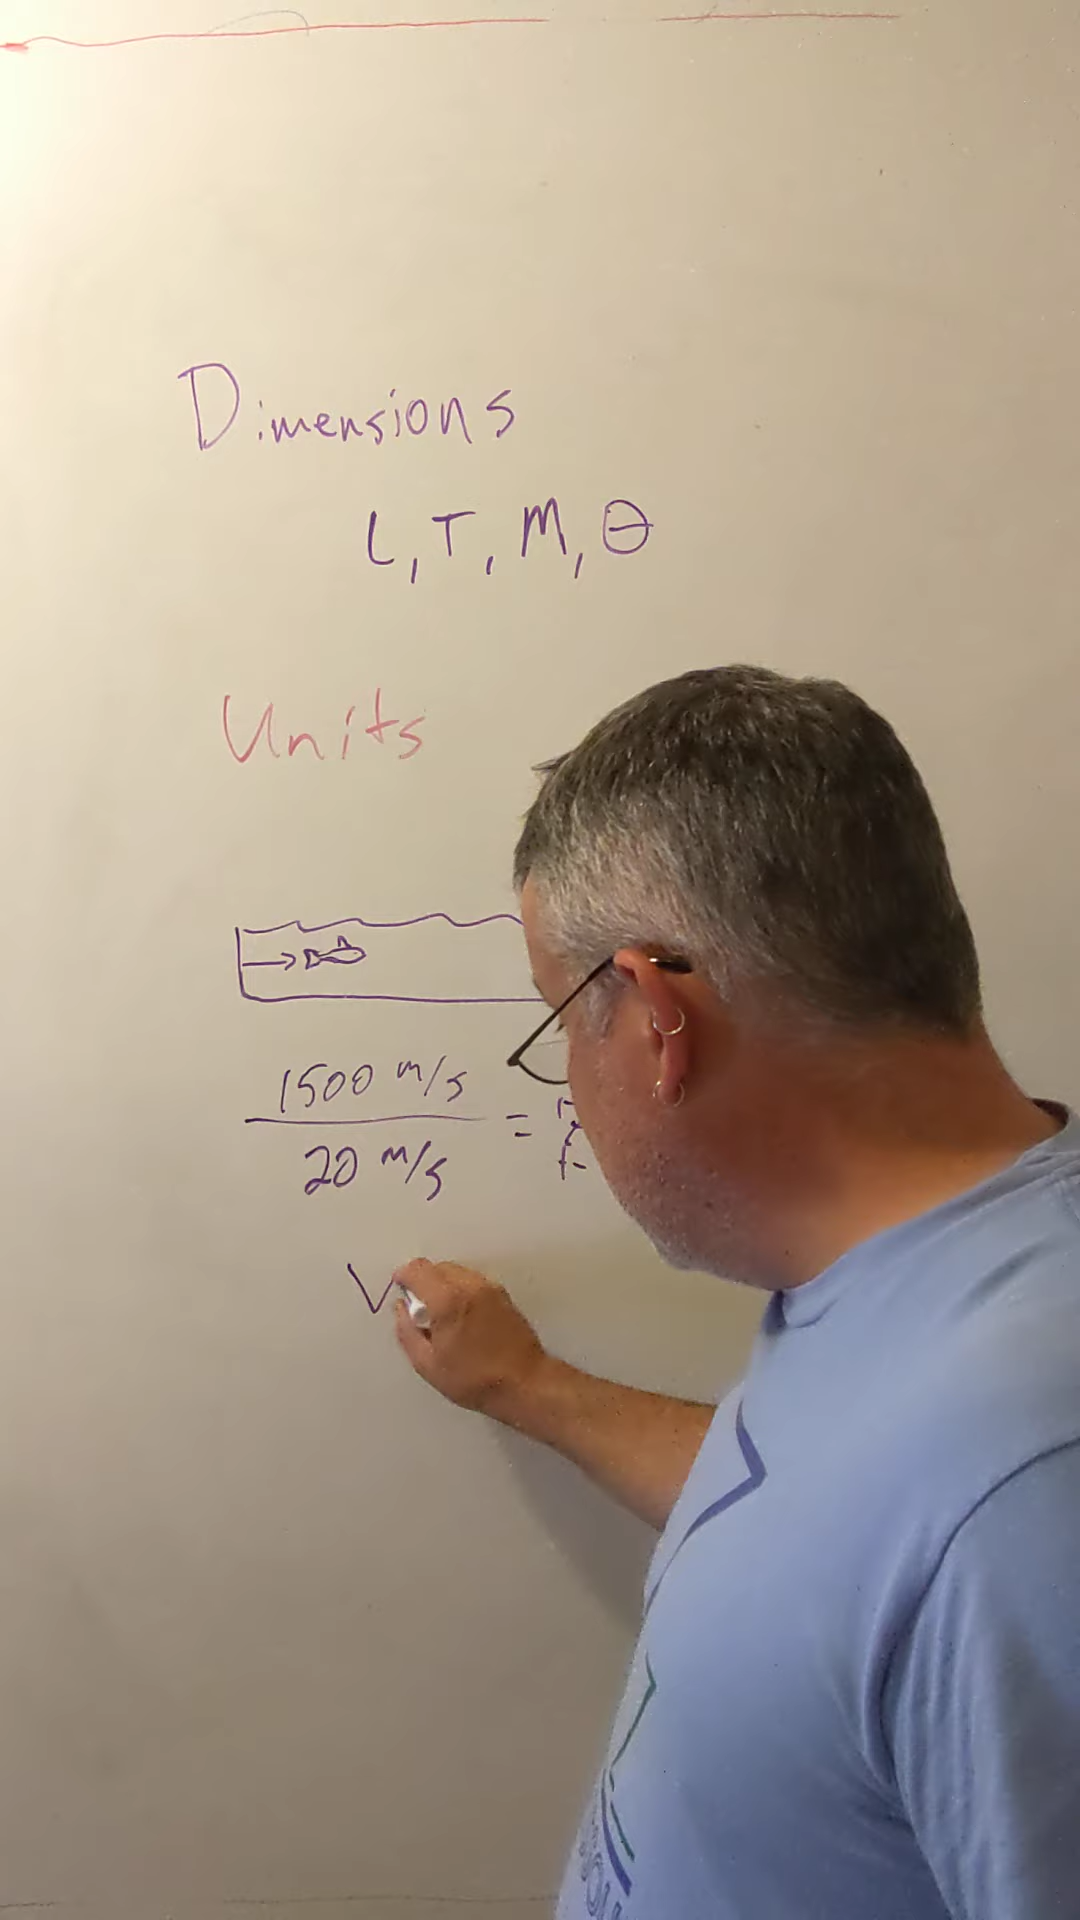 Dimensions
L, T, M, Θ
Units
1500 m/s
20 m/s
=
V